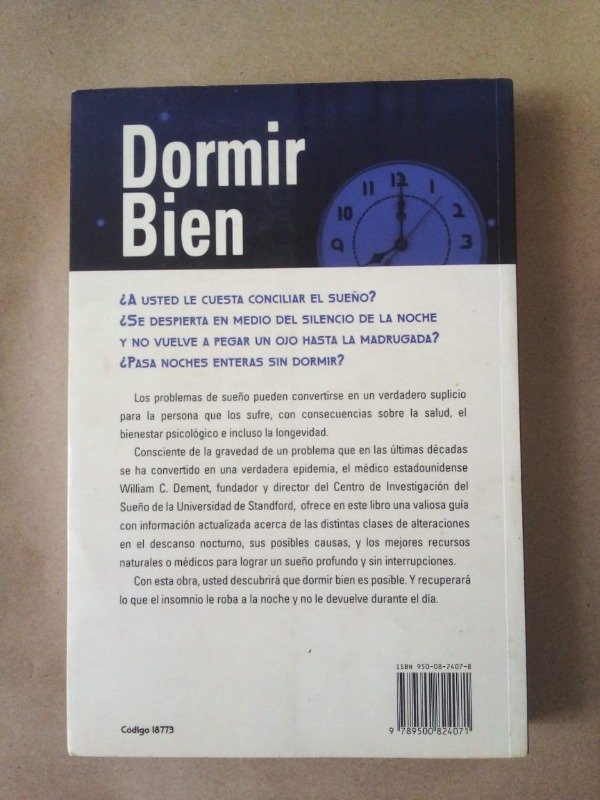 Dormir
Bien
12
1
2
3
10
9
8
¿A USTED LE CUESTA CONCILIAR EL SUEÑO?
¿SE DESPIERTA EN MEDIO DEL SILENCIO DE LA NOCHE
Y NO VUELVE A PEGAR UN OJO HASTA LA MADRUGADA?
¿PASA NOCHES ENTERAS SIN DORMIR?
Los problemas de sueño pueden convertirse en un verdadero suplicio
para la persona que los sufre, con consecuencias sobre la salud, el
bienestar psicológico e incluso la longevidad.
Consciente de la gravedad de un problema que en las últimas décadas
se ha convertido en una verdadera epidemia, el médico estadounidense
William C. Dement, fundador y director del Centro de Investigación del
Sueño de la Universidad de Standford, ofrece en este libro una valiosa guía
con información actualizada acerca de las distintas clases de alteraciones
en el descanso nocturno, sus posibles causas, y los mejores recursos
naturales o médicos para lograr un sueño profundo y sin interrupciones.
Con esta obra, usted descubrirá que dormir bien es posible. Y recuperará
lo que el insomnio le roba a la noche y no le devuelve durante el día.
ISBN 950-08-2407-8
Código 18773
9 789500 824071